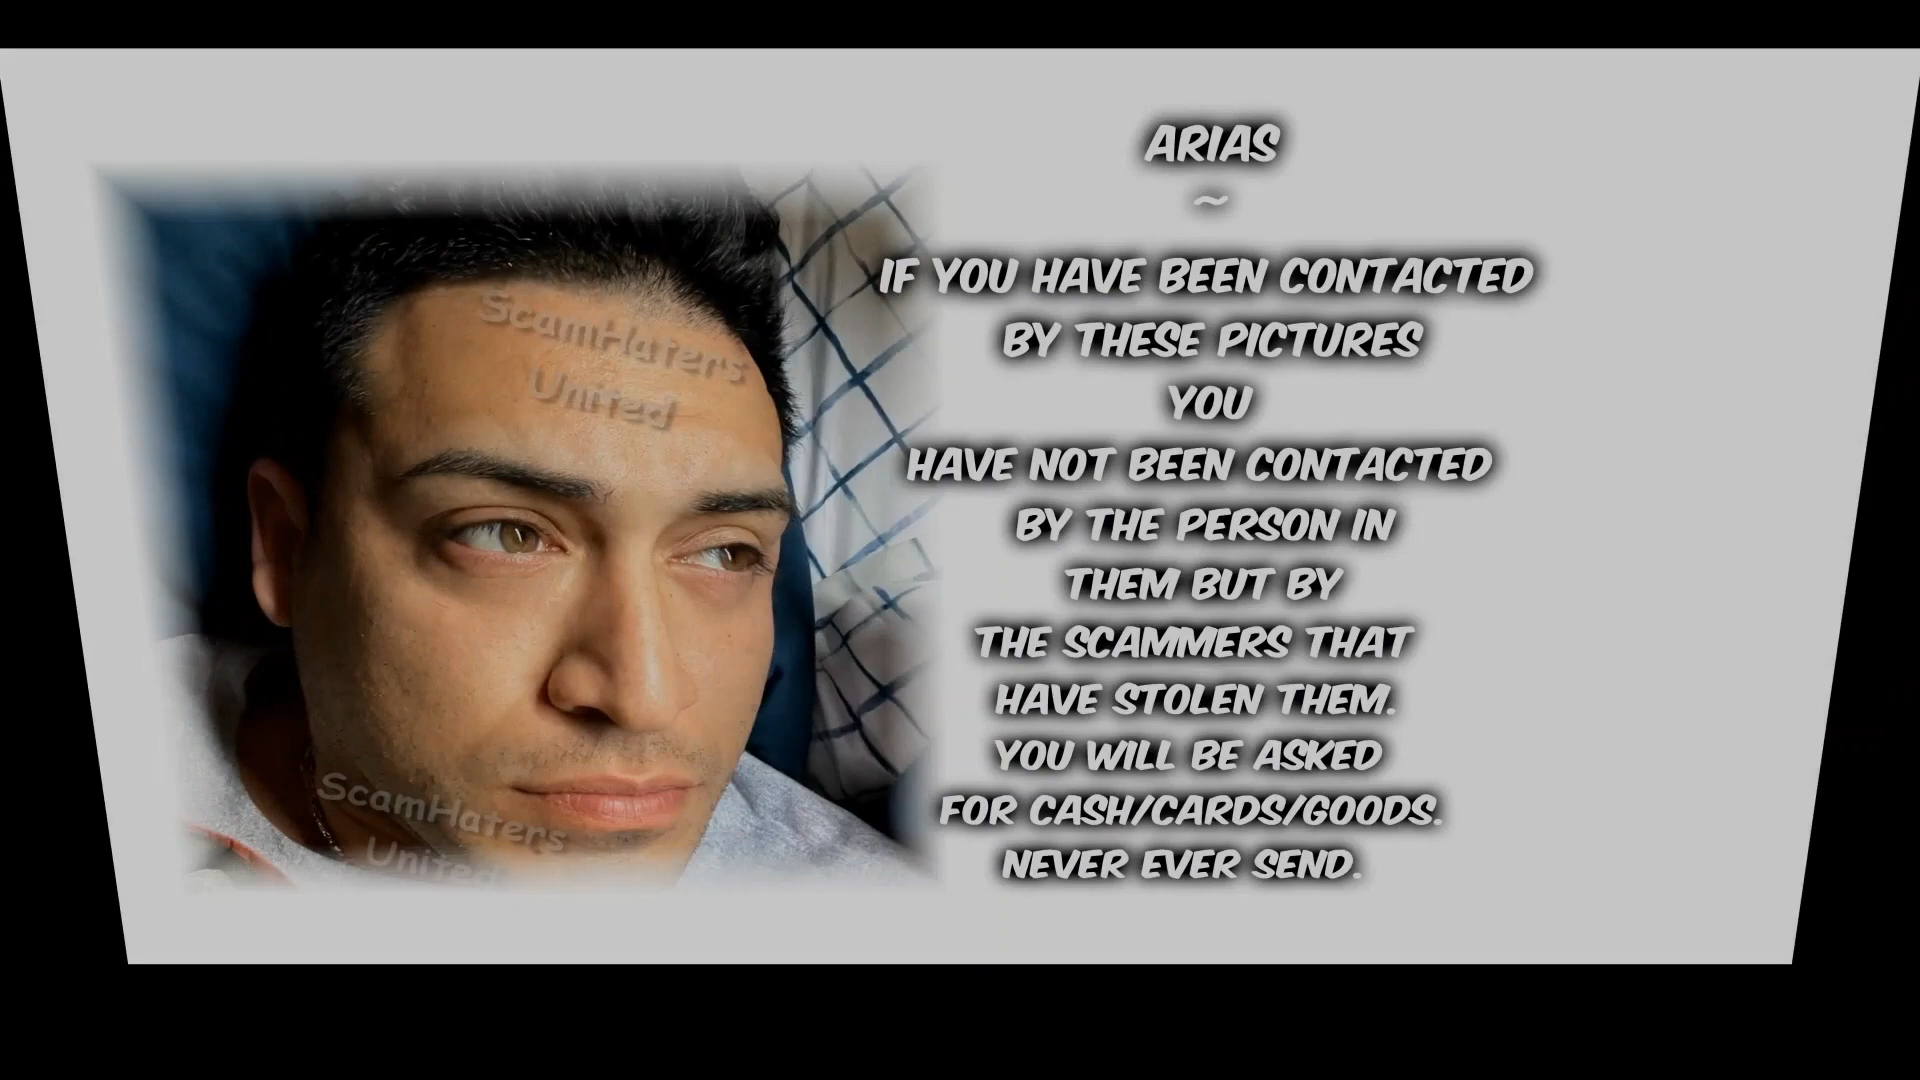 ARIAS
~
IF YOU HAVE BEEN CONTACTED
BY THESE PICTURES
YOU
HAVE NOT BEEN CONTACTED
BY THE PERSON IN
THEM BUT BY
THE SCAMMERS THAT
HAVE STOLEN THEM.
YOU WILL BE ASKED
FOR CASH/CARDS/GOODS.
NEVER EVER SEND.
ScamHaters
United
ScamHaters
United